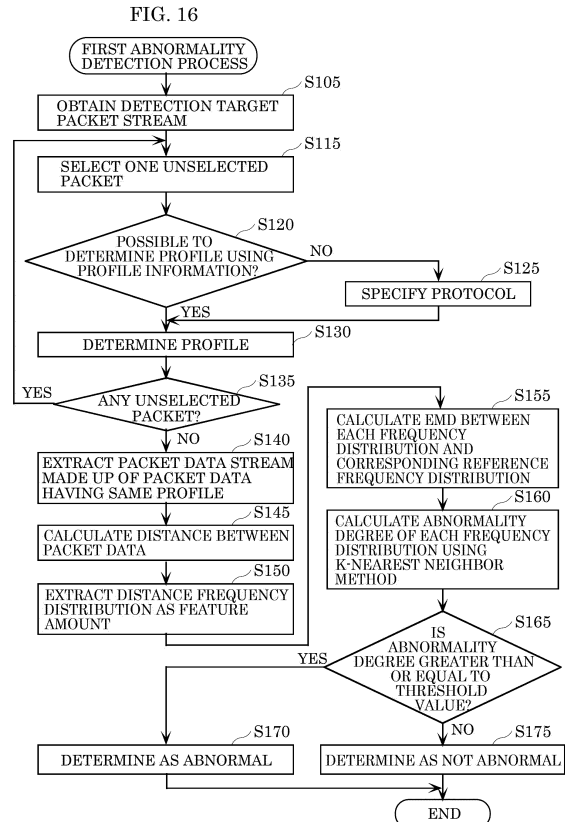 FIG. 16
FIRST ABNORMALITY
DETECTION PROCESS
S105
OBTAIN DETECTION TARGET
PACKET STREAM
S115
SELECT ONE UNSELECTED
PACKET
S120
POSSIBLE TO
DETERMINE PROFILE USING
PROFILE INFORMATION?
NO
S125
SPECIFY PROTOCOL
YES
S130
DETERMINE PROFILE
S135
ANY UNSELECTED
PACKET?
YES
NO
S140
EXTRACT PACKET DATA STREAM
MADE UP OF PACKET DATA
HAVING SAME PROFILE
S145
CALCULATE DISTANCE BETWEEN
PACKET DATA
S150
EXTRACT DISTANCE FREQUENCY
DISTRIBUTION AS FEATURE
AMOUNT
S155
CALCULATE EMD BETWEEN
EACH FREQUENCY
DISTRIBUTION AND
CORRESPONDING REFERENCE
FREQUENCY DISTRIBUTION
S160
CALCULATE ABNORMALITY
DEGREE OF EACH FREQUENCY
DISTRIBUTION USING
K-NEAREST NEIGHBOR
METHOD
S165
IS
ABNORMALITY
DEGREE GREATER THAN
OR EQUAL TO
THRESHOLD
VALUE?
YES
NO
S170
DETERMINE AS ABNORMAL
S175
DETERMINE AS NOT ABNORMAL
END